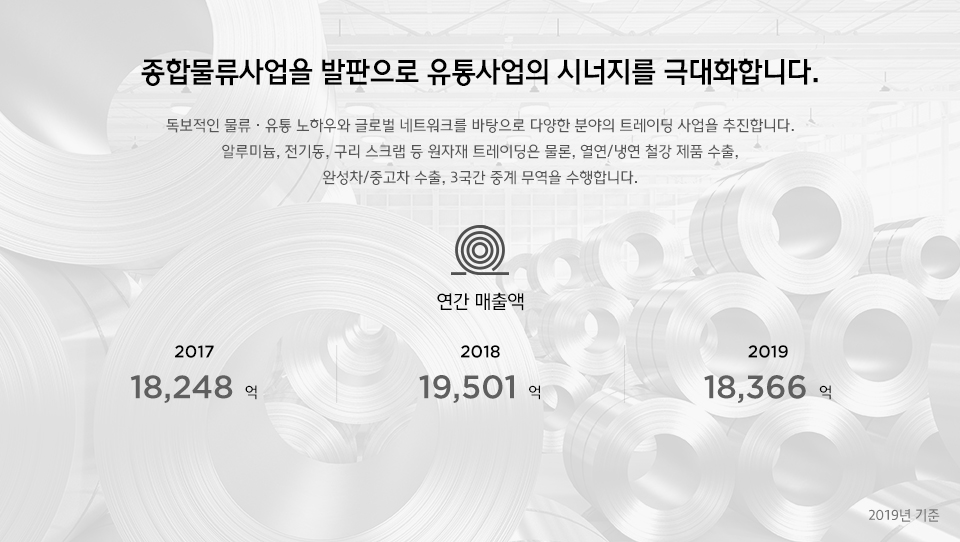 종합물류사업을 발판으로 유통사업의 시너지를 극대화합니다.
독보적인 물류 · 유통 노하우와 글로벌 네트워크를 바탕으로 다양한 분야의 트레이딩 사업을 추진합니다.
알루미늄, 전기동, 구리 스크랩 등 원자재 트레이딩은 물론, 열연/냉연 철강 제품 수출,
완성차/중고차 수출, 3국간 중계 무역을 수행합니다.
연간 매출액
2017 2018 2019
18,248 억 19,501 억 18,366 억
2019년 기준